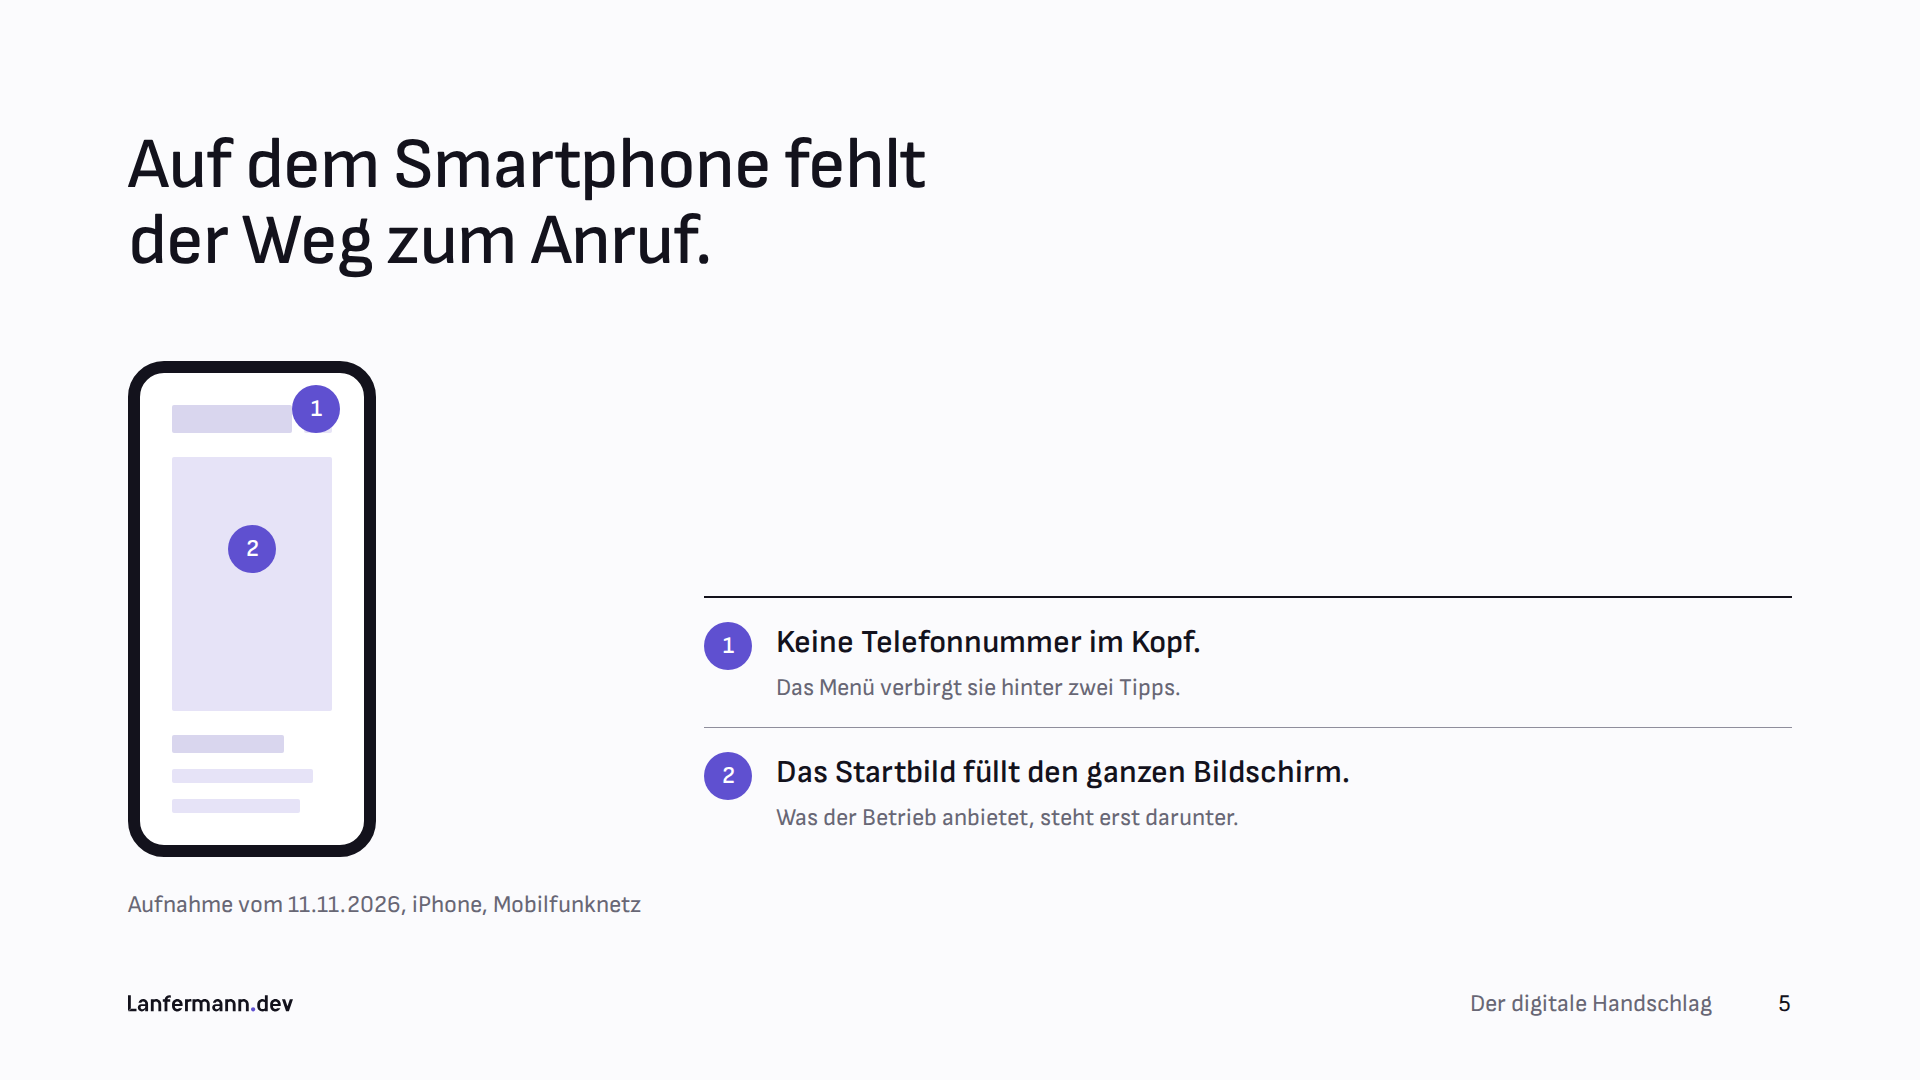 Auf dem Smartphone fehlt
der Weg zum Anruf.
1
2
Aufnahme vom 11.11.2026, iPhone, Mobilfunknetz
1
Keine Telefonnummer im Kopf.
Das Menü verbirgt sie hinter zwei Tipps.
2
Das Startbild füllt den ganzen Bildschirm.
Was der Betrieb anbietet, steht erst darunter.
Lanfermann.dev
Der digitale Handschlag
5